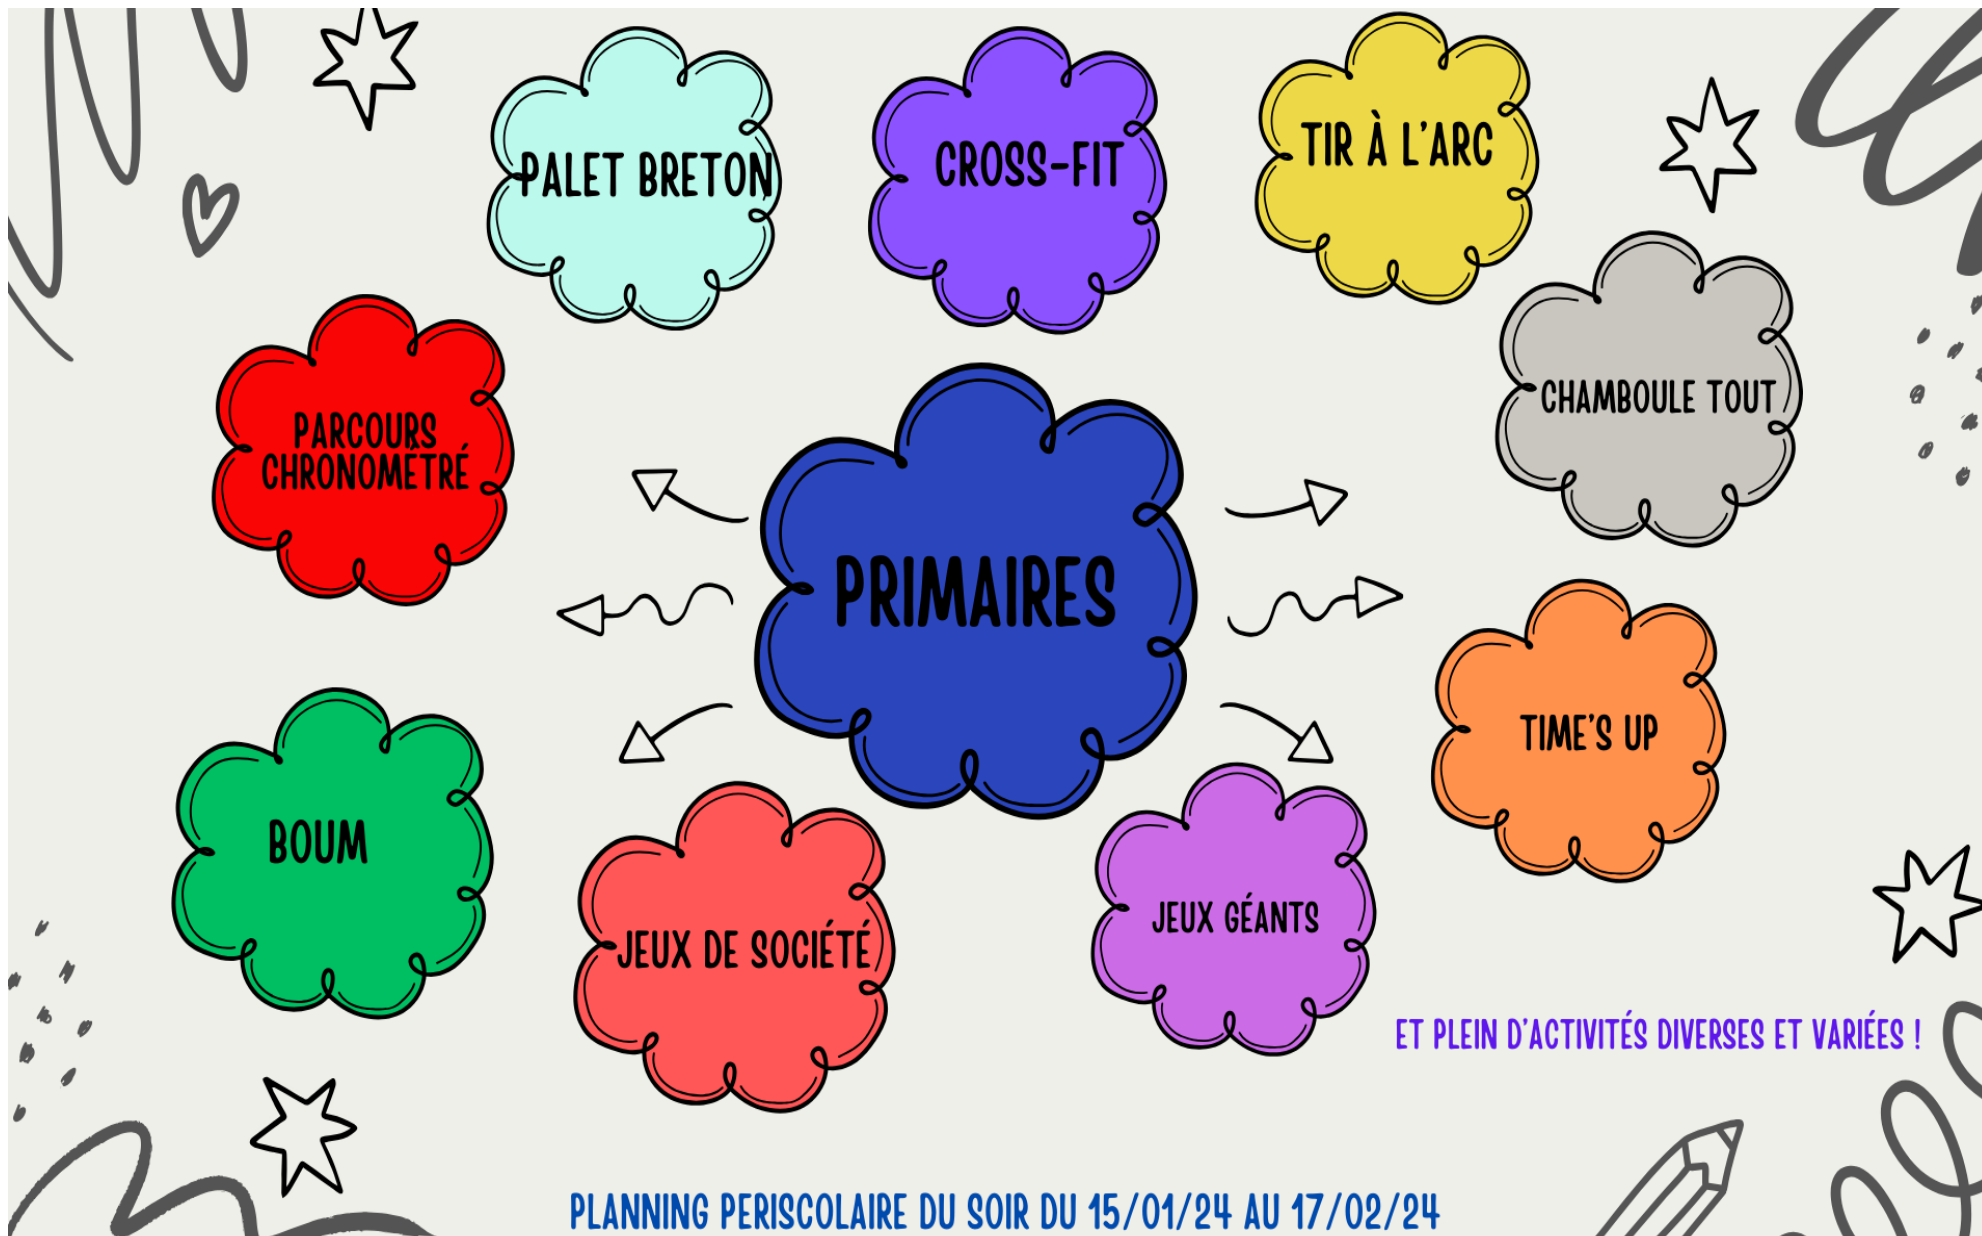 PALET BRETON
CROSS-FIT
TIR À L'ARC
CHAMBOULE TOUT
PARCOURS
CHRONOMÉTRÉ
PRIMAIRES
TIME'S UP
BOUM
JEUX DE SOCIÉTÉ
JEUX GÉANTS
ET PLEIN D'ACTIVITÉS DIVERSES ET VARIÉES !
PLANNING PERISCOLAIRE DU SOIR DU 15/01/24 AU 17/02/24